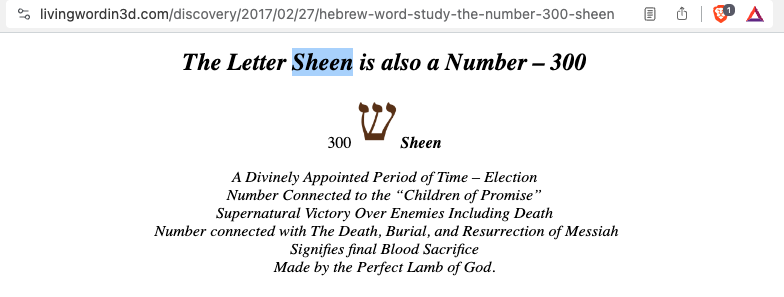 livingwordin3d.com/discovery/2017/02/27/hebrew-word-study-the-number-300-sheen
1
The Letter Sheen is also a Number – 300
300 ש Sheen
A Divinely Appointed Period of Time – Election
Number Connected to the “Children of Promise”
Supernatural Victory Over Enemies Including Death
Number connected with The Death, Burial, and Resurrection of Messiah
Signifies final Blood Sacrifice
Made by the Perfect Lamb of God.